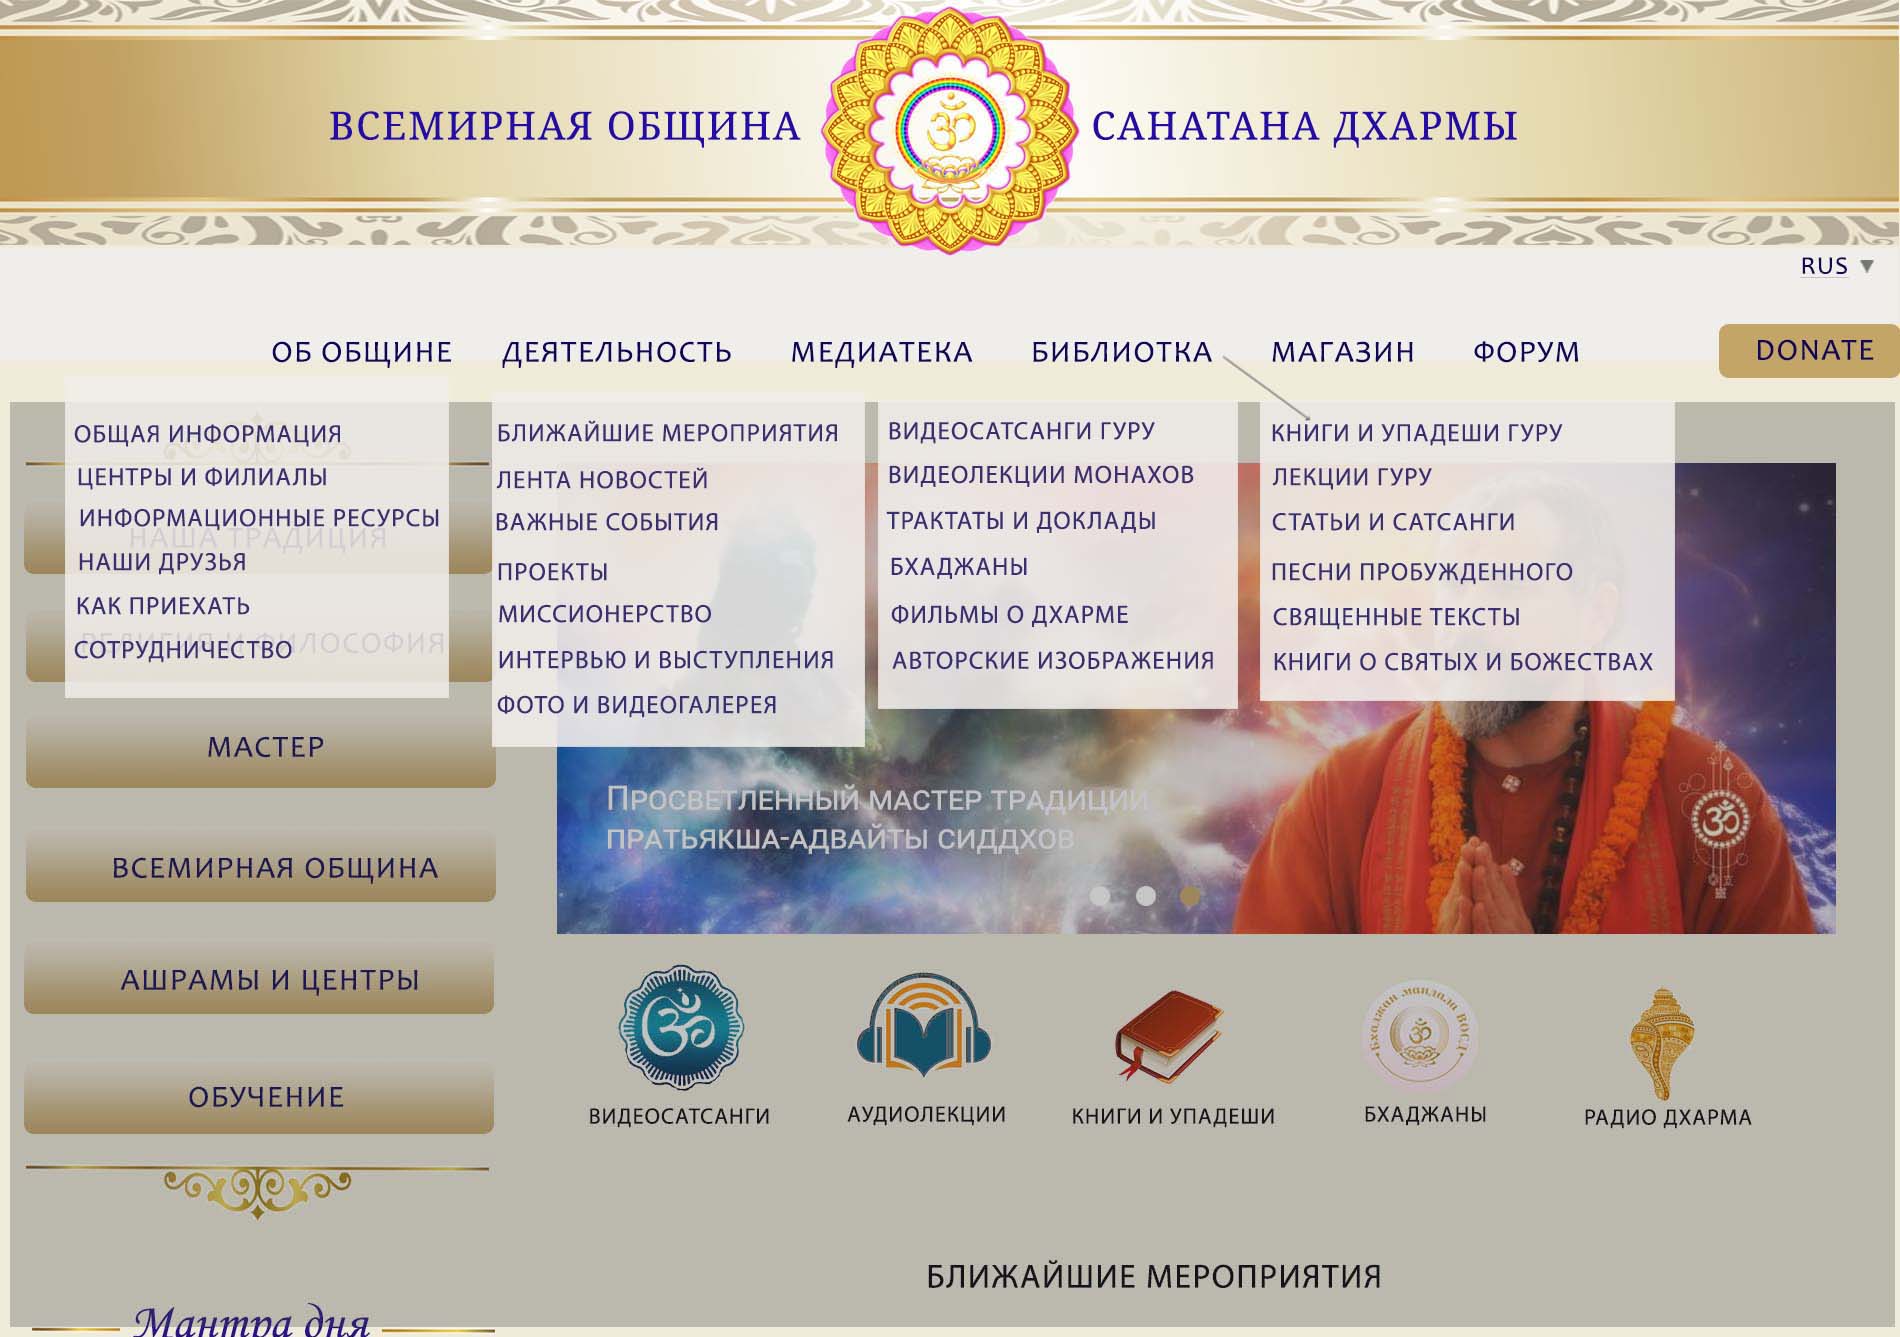 ВСЕМИРНАЯ ОБЩИНА САНАТАНА ДХАРМЫ
RUS
ОБ ОБЩИНЕ ДЕЯТЕЛЬНОСТЬ МЕДИАТЕКА БИБЛИОТКА МАГАЗИН ФОРУМ DONATE
ОБЩАЯ ИНФОРМАЦИЯ
ЦЕНТРЫ И ФИЛИАЛЫ
ИНФОРМАЦИОННЫЕ РЕСУРСЫ
НАШИ ДРУЗЬЯ
КАК ПРИЕХАТЬ
СОТРУДНИЧЕСТВО
БЛИЖАЙШИЕ МЕРОПРИЯТИЯ
ЛЕНТА НОВОСТЕЙ
ВАЖНЫЕ СОБЫТИЯ
ПРОЕКТЫ
МИССИОНЕРСТВО
ИНТЕРВЬЮ И ВЫСТУПЛЕНИЯ
ФОТО И ВИДЕОГАЛЕРЕЯ
ВИДЕОСАТСАНГИ ГУРУ
ВИДЕОЛЕКЦИИ МОНАХОВ
ТРАКТАТЫ И ДОКЛАДЫ
БХАДЖАНЫ
ФИЛЬМЫ О ДХАРМЕ
АВТОРСКИЕ ИЗОБРАЖЕНИЯ
КНИГИ И УПАДЕШИ ГУРУ
ЛЕКЦИИ ГУРУ
СТАТЬИ И САТСАНГИ
ПЕСНИ ПРОБУЖДЕННОГО
СВЯЩЕННЫЕ ТЕКСТЫ
КНИГИ О СВЯТЫХ И БОЖЕСТВАХ
НАША ТРАДИЦИЯ
РЕЛИГИЯ И ФИЛОСОФИЯ
МАСТЕР
ВСЕМИРНАЯ ОБЩИНА
АШРАМЫ И ЦЕНТРЫ
ОБУЧЕНИЕ
Просветленный мастер традиции
пратьякша-адвайты сиддхов
Бхаджан мандала ВОСД
ВИДЕОСАТСАНГИ
АУДИОЛЕКЦИИ
КНИГИ И УПАДЕШИ
БХАДЖАНЫ
РАДИО ДХАРМА
БЛИЖАЙШИЕ МЕРОПРИЯТИЯ
Мантра дня